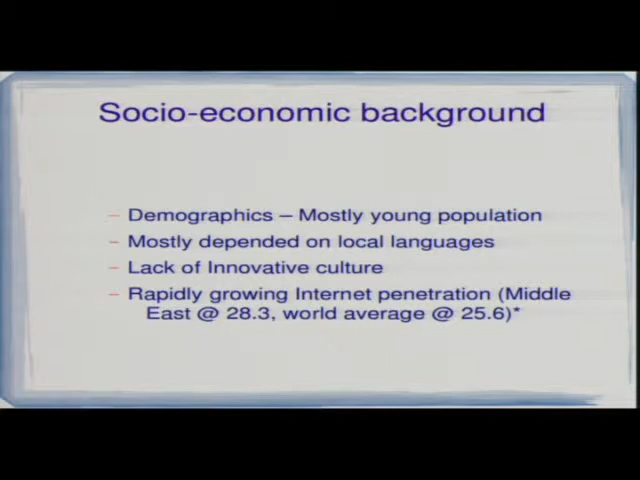 Socio-economic background
– Demographics – Mostly young population
– Mostly depended on local languages
– Lack of Innovative culture
– Rapidly growing Internet penetration (Middle
East @ 28.3, world average @ 25.6)*